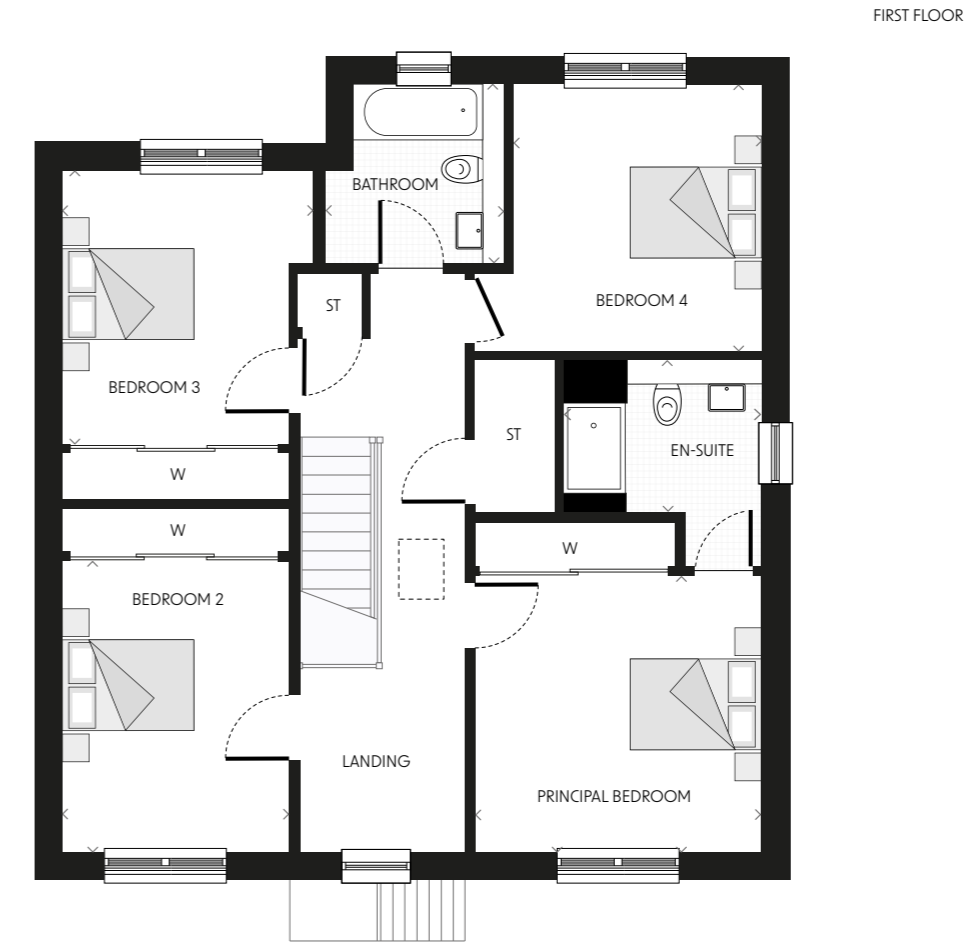 FIRST FLOOR
BATHROOM
BEDROOM 4
ST
BEDROOM 3
ST
EN-SUITE
W
W
W
BEDROOM 2
LANDING
PRINCIPAL BEDROOM